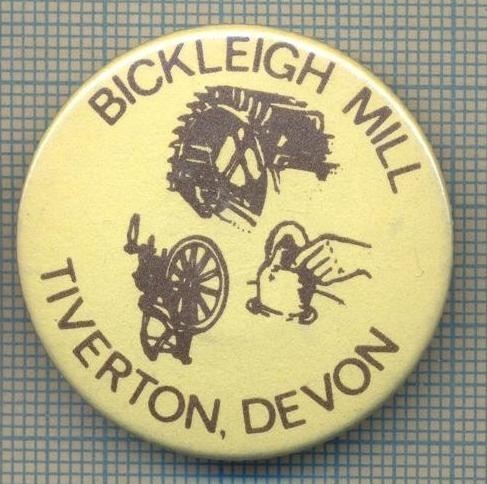 BICKLEIGH MILL
TIVERTON, DEVON